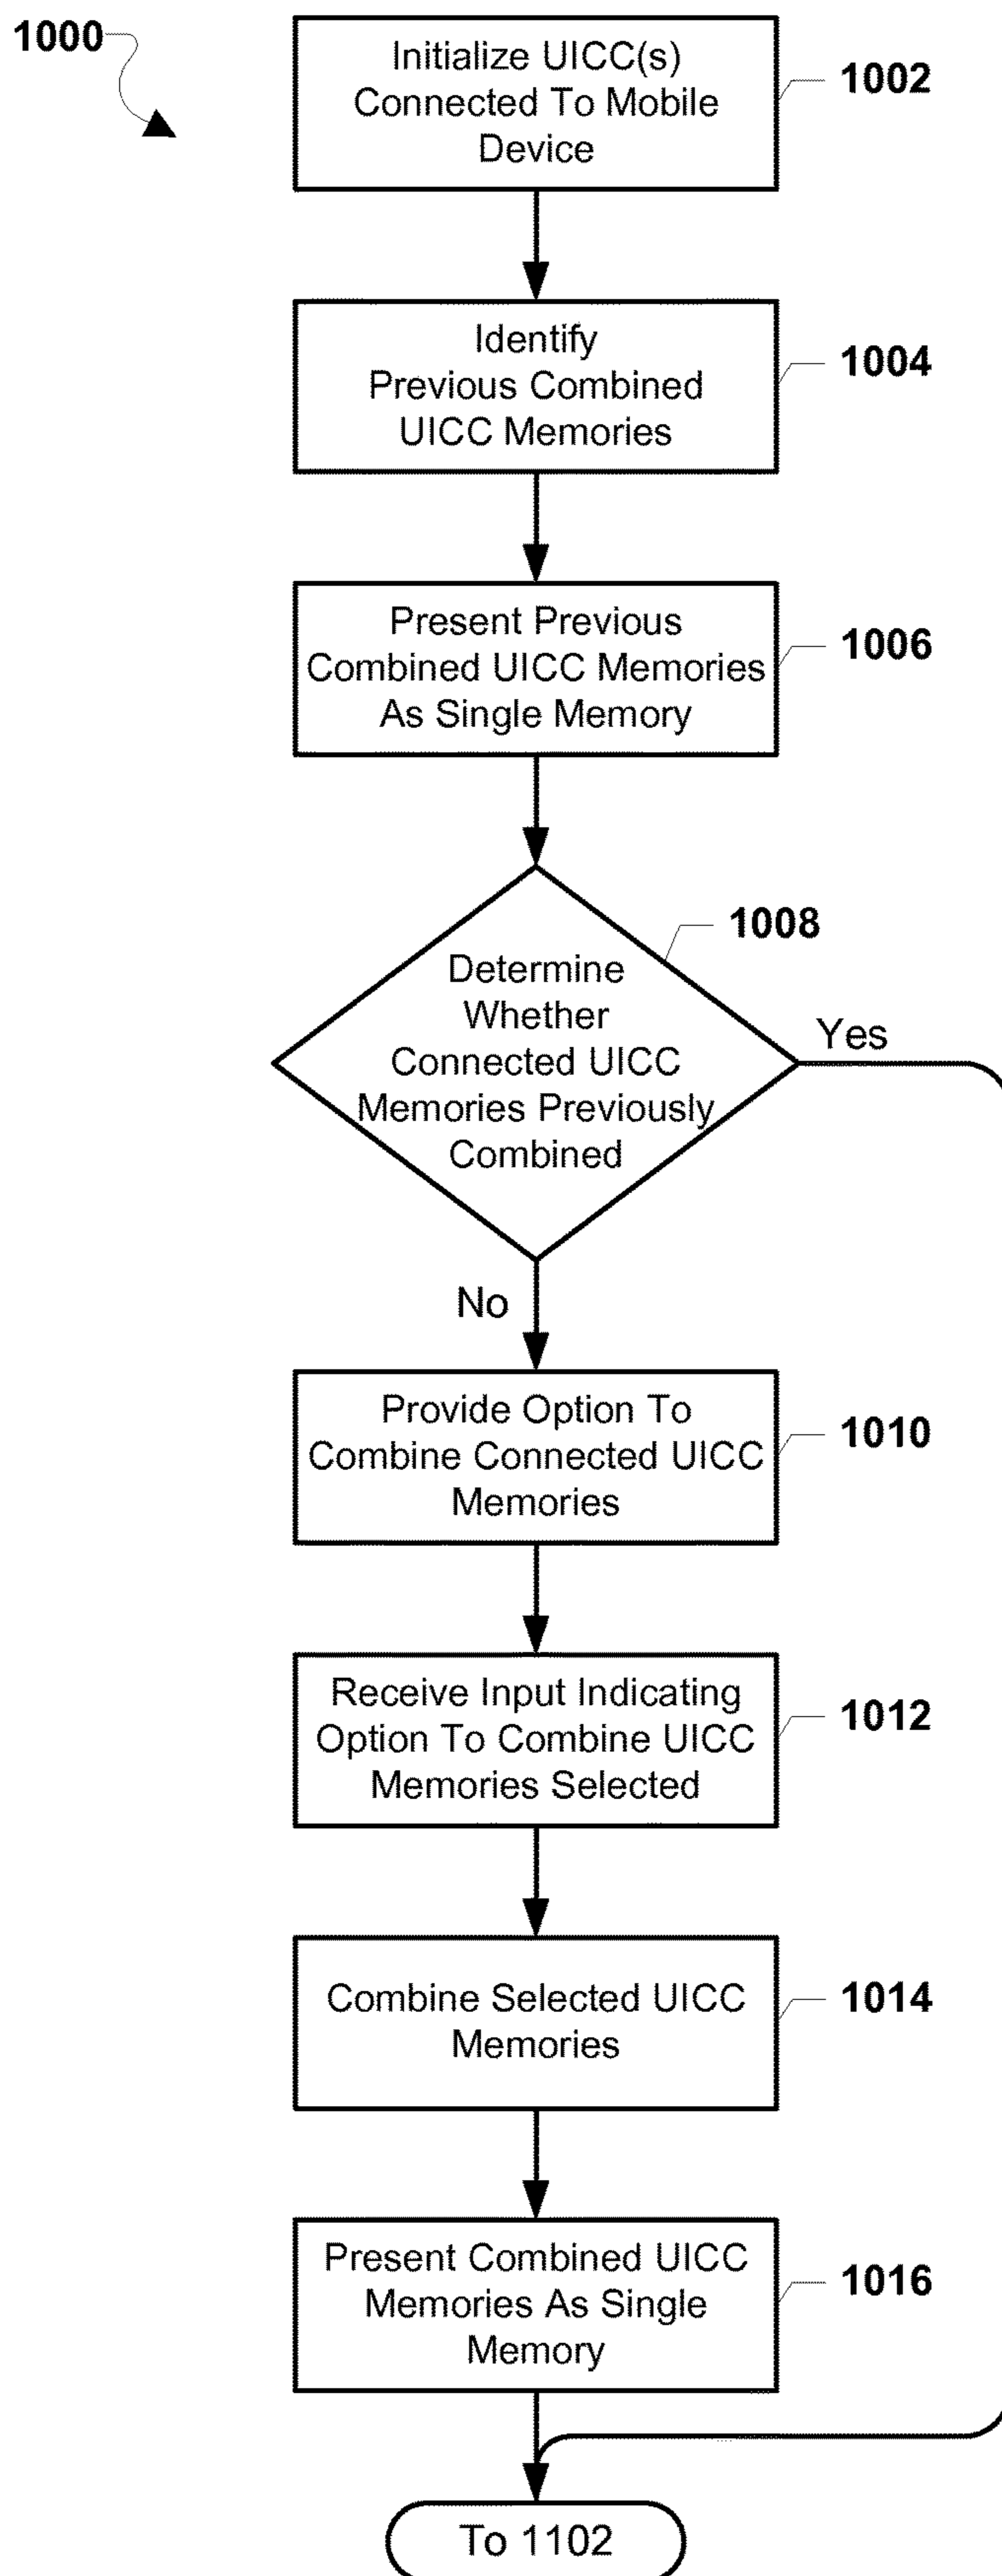 1000
Initialize UICC(s)
Connected To Mobile
Device
1002
Identify
Previous Combined
UICC Memories
1004
Present Previous
Combined UICC Memories
As Single Memory
1006
1008
Determine
Whether
Connected UICC
Memories Previously
Combined
Yes
No
Provide Option To
Combine Connected UICC
Memories
1010
Receive Input Indicating
Option To Combine UICC
Memories Selected
1012
Combine Selected UICC
Memories
1014
Present Combined UICC
Memories As Single
Memory
1016
To 1102